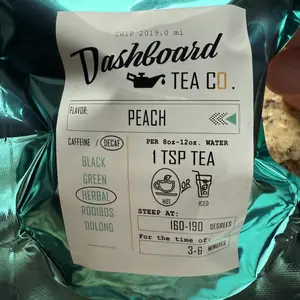 TRIP 2019.0 mi
Dashboard
TEA CO.
FLAVOR:
PEACH
CAFFEINE / DECAF
PER 8oz-12oz. WATER
1 TSP TEA
BLACK
GREEN
HERBAL
ROOIBOS
OOLONG
HOT OR ICED
STEEP AT:
160-190 DEGREES
For the time of:
3-6 MINUTES